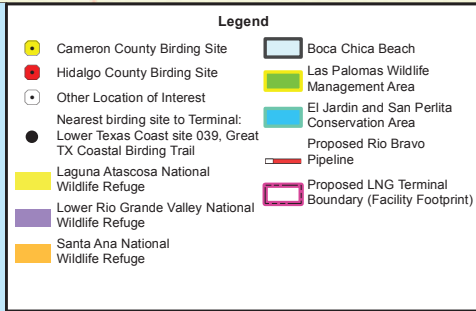 Legend
Cameron County Birding Site
Hidalgo County Birding Site
Other Location of Interest
Nearest birding site to Terminal:
Lower Texas Coast site 039, Great
TX Coastal Birding Trail
Laguna Atascosa National
Wildlife Refuge
Lower Rio Grande Valley National
Wildlife Refuge
Santa Ana National
Wildlife Refuge
Boca Chica Beach
Las Palomas Wildlife
Management Area
El Jardin and San Perlita
Conservation Area
Proposed Rio Bravo
Pipeline
Proposed LNG Terminal
Boundary (Facility Footprint)